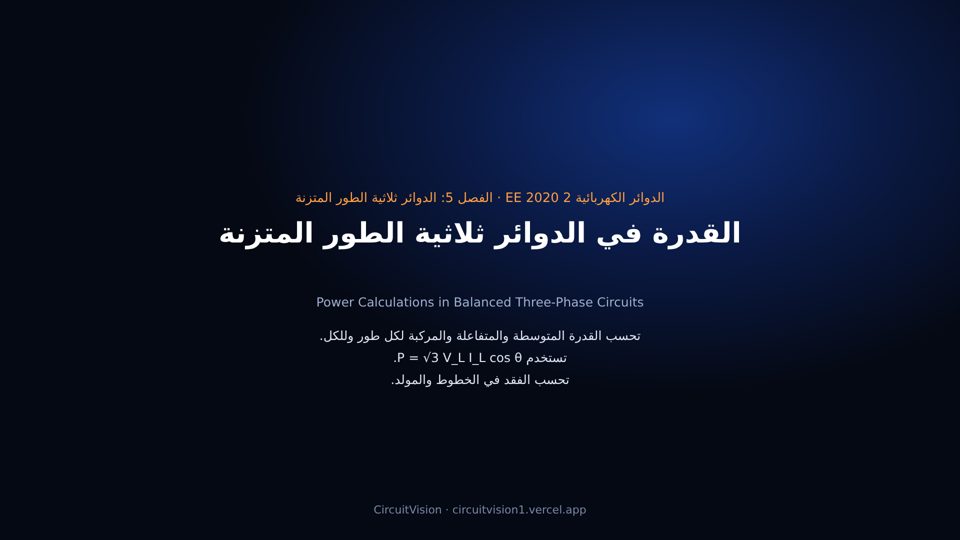 الدوائر الكهربائية 2 EE 2020 · الفصل 5: الدوائر ثلاثية الطور المتزنة
القدرة في الدوائر ثلاثية الطور المتزنة
Power Calculations in Balanced Three-Phase Circuits
تحسب القدرة المتوسطة والمتفاعلة والمركبة لكل طور وللكل.
تستخدم P = √3 V_L I_L cos θ.
تحسب الفقد في الخطوط والمولد.
CircuitVision · circuitvision1.vercel.app